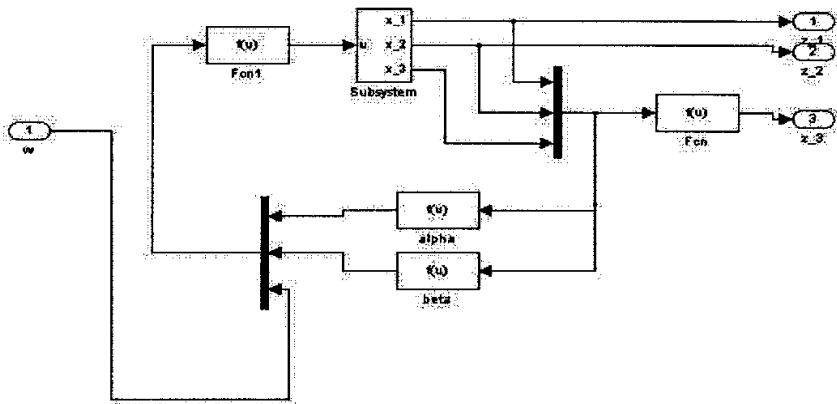 x_1
1
z_1
f(u)
Fcn1
u
x_2
x_3
Subsystem
2
z_2
1
w
f(u)
Fcn
3
z_3
f(u)
alpha
f(u)
beta